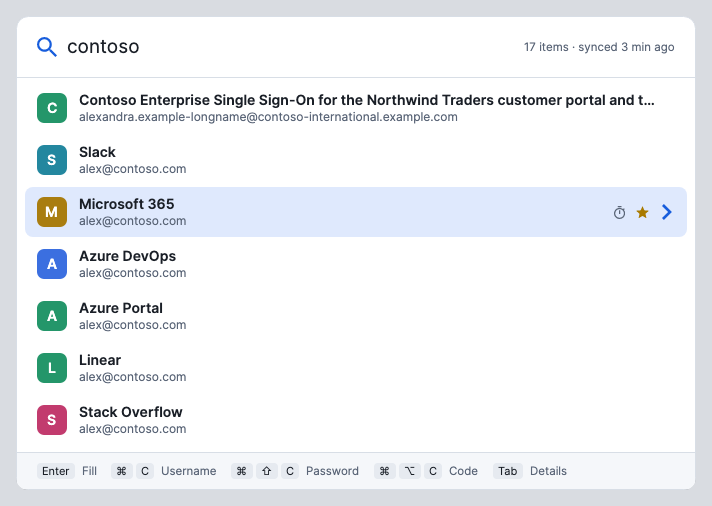 contoso
17 items · synced 3 min ago
C
Contoso Enterprise Single Sign-On for the Northwind Traders customer portal and t…
alexandra.example-longname@contoso-international.example.com
S
Slack
alex@contoso.com
M
Microsoft 365
alex@contoso.com
A
Azure DevOps
alex@contoso.com
A
Azure Portal
alex@contoso.com
L
Linear
alex@contoso.com
S
Stack Overflow
alex@contoso.com
Enter Fill ⌘ C Username ⌘ ⇧ C Password ⌘ ⌥ C Code Tab Details